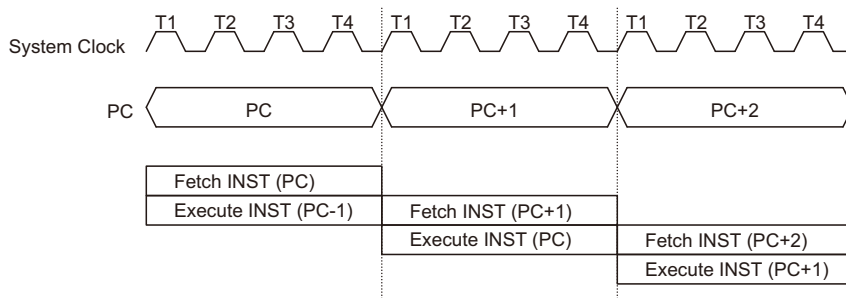 T1 T2 T3 T4 T1 T2 T3 T4 T1 T2 T3 T4
System Clock
PC PC PC+1 PC+2
Fetch INST (PC)
Execute INST (PC-1) Fetch INST (PC+1)
Execute INST (PC) Fetch INST (PC+2)
Execute INST (PC+1)